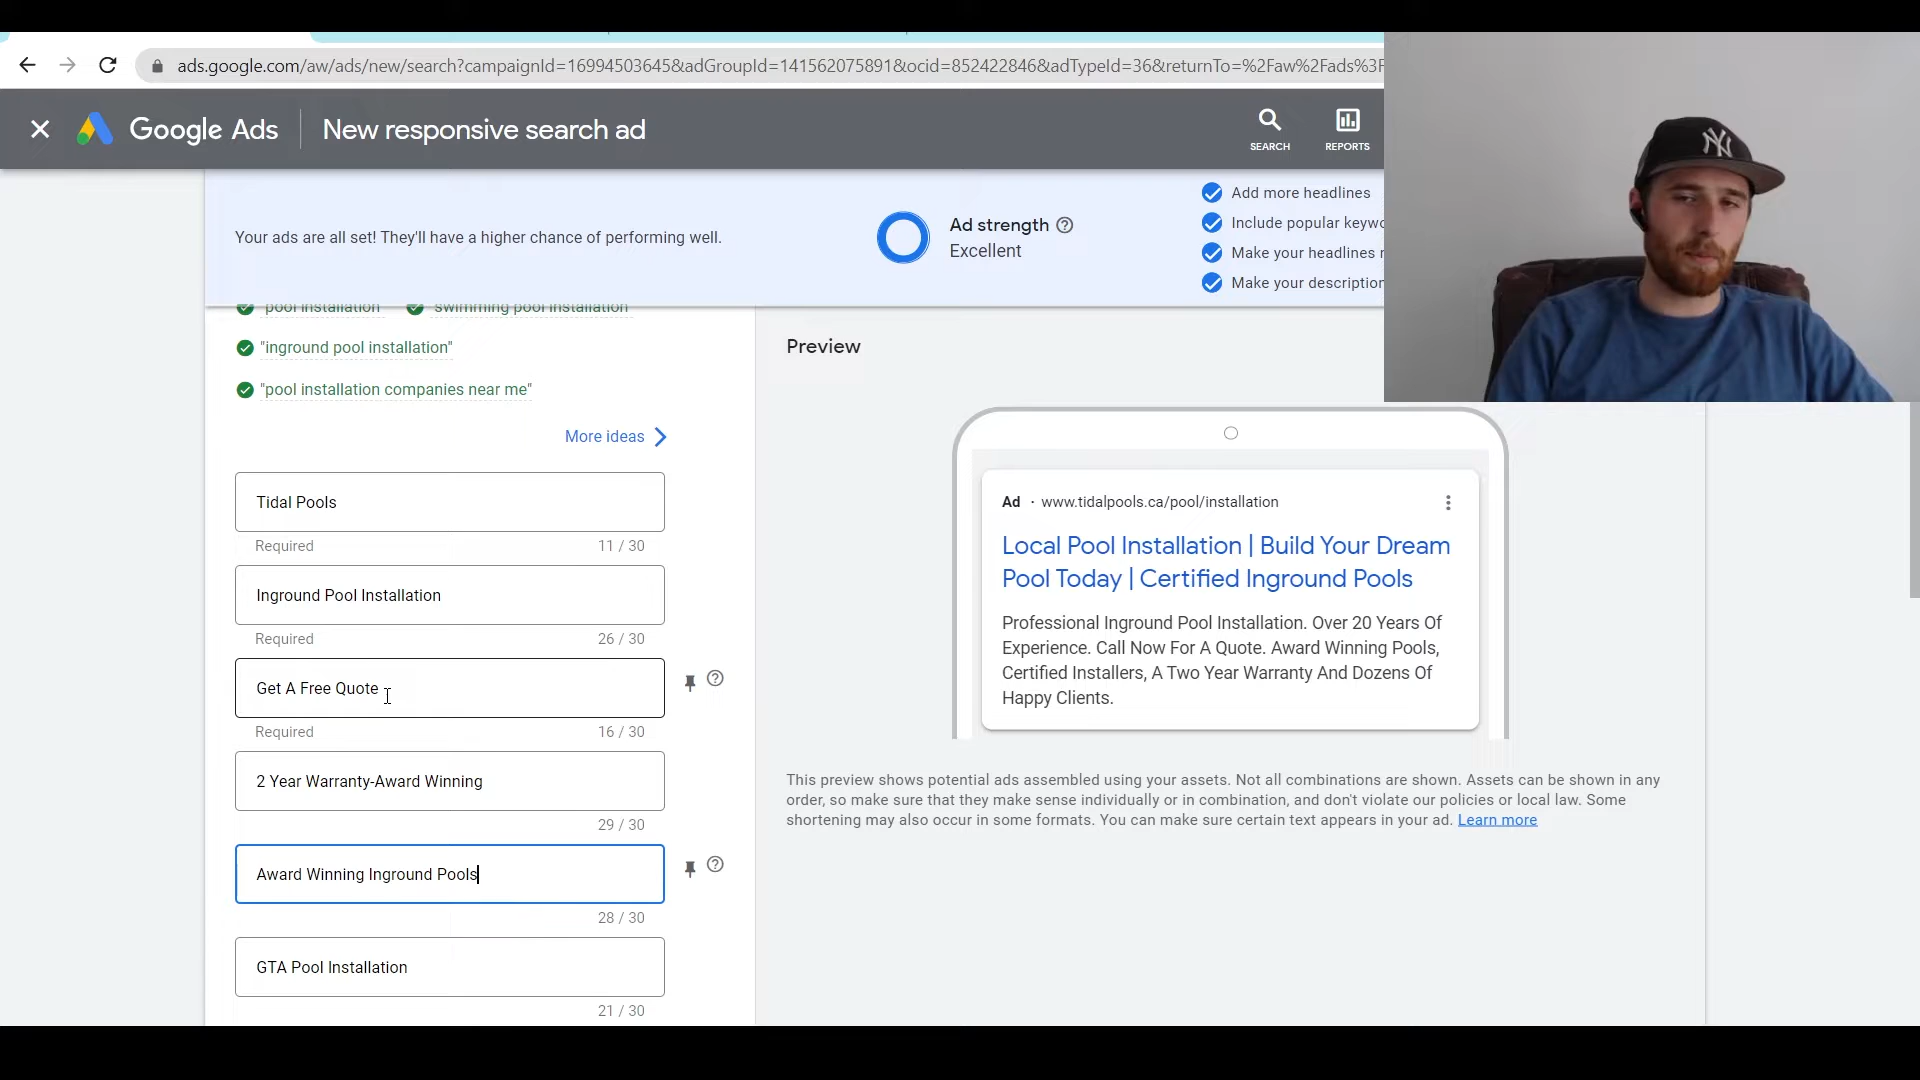 ads.google.com/aw/ads/new/search?campaignId=16994503645&adGroupId=141562075891&ocid=852422846&adTypeId=36&returnTo=%2Faw%2Fads%3F
Google Ads
New responsive search ad
SEARCH
REPORTS
NY
Your ads are all set! They'll have a higher chance of performing well.
Ad strength
Excellent
Add more headlines
Include popular keywo
Make your headlines
Make your description
pool installation
swimming pool installation
"inground pool installation"
"pool installation companies near me"
More ideas
Tidal Pools
Required
11 / 30
Inground Pool Installation
Required
26 / 30
Get A Free Quote
Required
16 / 30
2 Year Warranty-Award Winning
29 / 30
Award Winning Inground Pools
28 / 30
GTA Pool Installation
21 / 30
Preview
Ad · www.tidalpools.ca/pool/installation
Local Pool Installation | Build Your Dream
Pool Today | Certified Inground Pools
Professional Inground Pool Installation. Over 20 Years Of
Experience. Call Now For A Quote. Award Winning Pools,
Certified Installers, A Two Year Warranty And Dozens Of
Happy Clients.
This preview shows potential ads assembled using your assets. Not all combinations are shown. Assets can be shown in any
order, so make sure that they make sense individually or in combination, and don't violate our policies or local law. Some
shortening may also occur in some formats. You can make sure certain text appears in your ad. Learn more